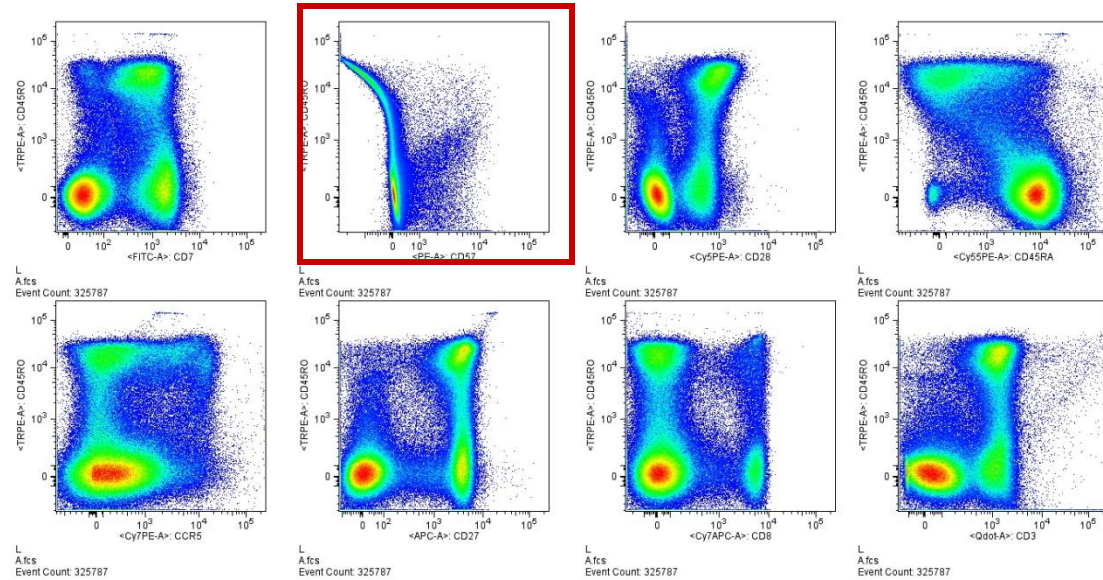 10⁵
10⁴
10³
0
<TRPE-A>: CD45RO
0 10² 10³ 10⁴ 10⁵
<FITC-A>: CD7
L
A.fcs
Event Count: 325787
10⁵
10⁴
10³
0
<TRPE-A>: CD45RO
0 10³ 10⁴ 10⁵
<PE-A>: CD57
L
A.fcs
Event Count: 325787
10⁵
10⁴
10³
0
<TRPE-A>: CD45RO
0 10³ 10⁴ 10⁵
<Cy5PE-A>: CD28
L
A.fcs
Event Count: 325787
10⁵
10⁴
10³
0
<TRPE-A>: CD45RO
0 10² 10³ 10⁴ 10⁵
<Cy55PE-A>: CD45RA
L
A.fcs
Event Count: 325787
10⁵
10⁴
10³
0
<TRPE-A>: CD45RO
0 10³ 10⁴ 10⁵
<Cy7PE-A>: CCR5
L
A.fcs
Event Count: 325787
10⁵
10⁴
10³
0
<TRPE-A>: CD45RO
0 10² 10³ 10⁴ 10⁵
<APC-A>: CD27
L
A.fcs
Event Count: 325787
10⁵
10⁴
10³
0
<TRPE-A>: CD45RO
0 10³ 10⁴ 10⁵
<Cy7APC-A>: CD8
L
A.fcs
Event Count: 325787
10⁵
10⁴
10³
0
<TRPE-A>: CD45RO
0 10³ 10⁴ 10⁵
<Qdot-A>: CD3
L
A.fcs
Event Count: 325787